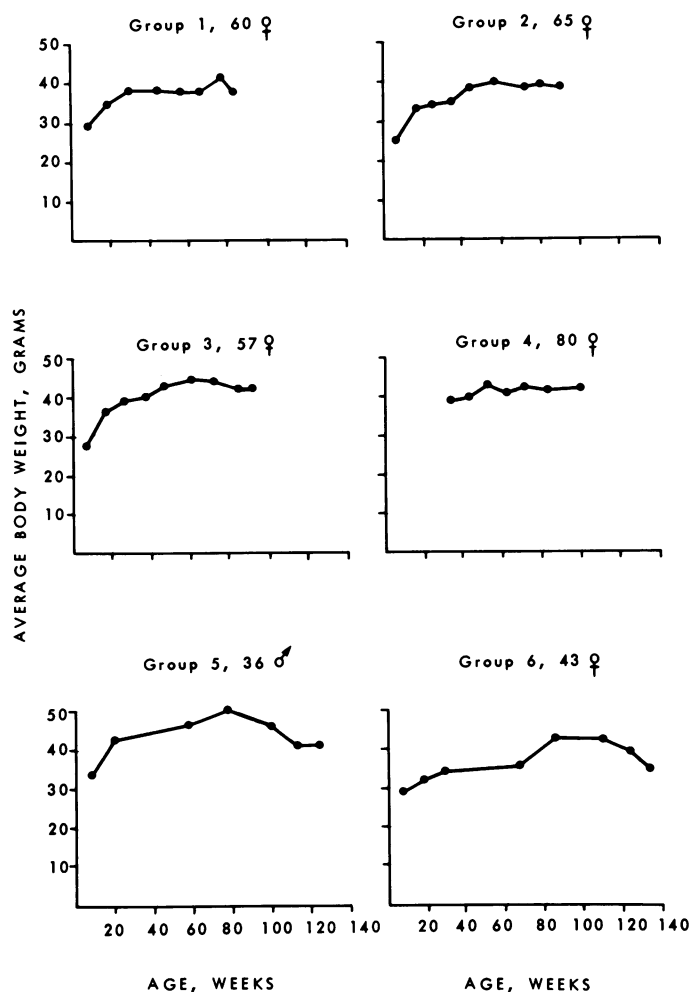 Group 1, 60 ♀
Group 2, 65 ♀
50
40
30
20
10
AVERAGE BODY WEIGHT, GRAMS
Group 3, 57 ♀
Group 4, 80 ♀
50
40
30
20
10
Group 5, 36 ♂
Group 6, 43 ♀
50
40
30
20
10
20 40 60 80 100 120 140
20 40 60 80 100 120 140
AGE, WEEKS
AGE, WEEKS